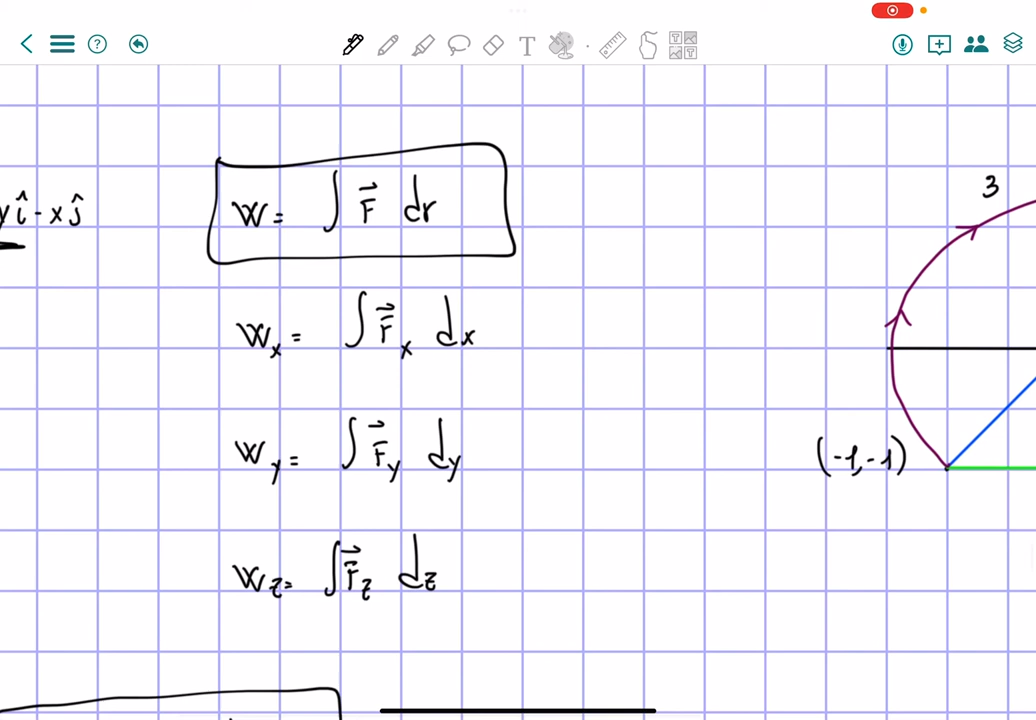 yî - xĵ
W = ∫ F⃗ dr
Wx = ∫ F⃗x dx
Wy = ∫ F⃗y dy
Wz = ∫ F⃗z dz
3
(-1,-1)